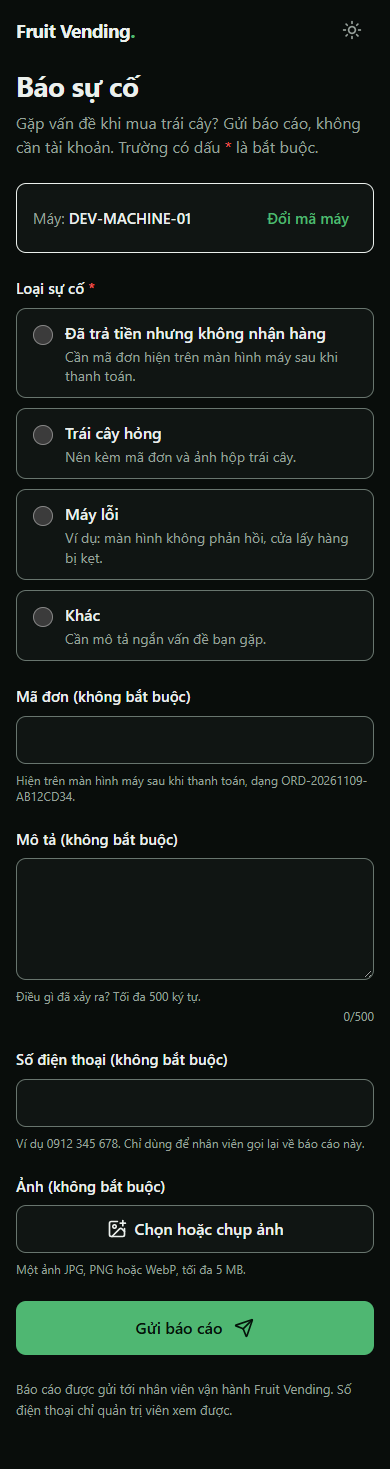 Fruit Vending.
Báo sự cố
Gặp vấn đề khi mua trái cây? Gửi báo cáo, không
cần tài khoản. Trường có dấu * là bắt buộc.
Máy: DEV-MACHINE-01
Đổi mã máy
Loại sự cố *
Đã trả tiền nhưng không nhận hàng
Cần mã đơn hiện trên màn hình máy sau khi
thanh toán.
Trái cây hỏng
Nên kèm mã đơn và ảnh hộp trái cây.
Máy lỗi
Ví dụ: màn hình không phản hồi, cửa lấy hàng
bị kẹt.
Khác
Cần mô tả ngắn vấn đề bạn gặp.
Mã đơn (không bắt buộc)
Hiện trên màn hình máy sau khi thanh toán, dạng ORD-20261109-
AB12CD34.
Mô tả (không bắt buộc)
Điều gì đã xảy ra? Tối đa 500 ký tự.
0/500
Số điện thoại (không bắt buộc)
Ví dụ 0912 345 678. Chỉ dùng để nhân viên gọi lại về báo cáo này.
Ảnh (không bắt buộc)
Chọn hoặc chụp ảnh
Một ảnh JPG, PNG hoặc WebP, tối đa 5 MB.
Gửi báo cáo
Báo cáo được gửi tới nhân viên vận hành Fruit Vending. Số
điện thoại chỉ quản trị viên xem được.